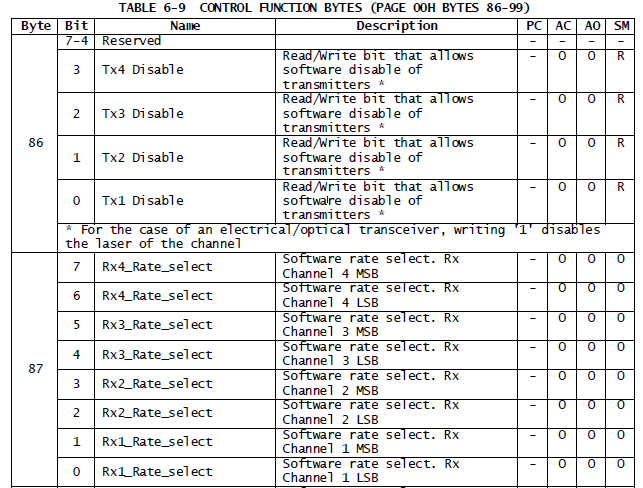 TABLE 6-9 CONTROL FUNCTION BYTES (PAGE 00H BYTES 86-99)
Byte Bit Name Description PC AC AO SM
86
7-4 Reserved - - - -
3 Tx4 Disable Read/Write bit that allows - O O R
software disable of
transmitters *
2 Tx3 Disable Read/Write bit that allows - O O R
software disable of
transmitters *
1 Tx2 Disable Read/Write bit that allows - O O R
software disable of
transmitters *
0 Tx1 Disable Read/Write bit that allows - O O R
software disable of
transmitters *
* For the case of an electrical/optical transceiver, writing '1' disables
the laser of the channel
87
7 Rx4_Rate_select Software rate select. Rx - O O O
Channel 4 MSB
6 Rx4_Rate_select Software rate select. Rx - O O O
Channel 4 LSB
5 Rx3_Rate_select Software rate select. Rx - O O O
Channel 3 MSB
4 Rx3_Rate_select Software rate select. Rx - O O O
Channel 3 LSB
3 Rx2_Rate_select Software rate select. Rx - O O O
Channel 2 MSB
2 Rx2_Rate_select Software rate select. Rx - O O O
Channel 2 LSB
1 Rx1_Rate_select Software rate select. Rx - O O O
Channel 1 MSB
0 Rx1_Rate_select Software rate select. Rx - O O O
Channel 1 LSB